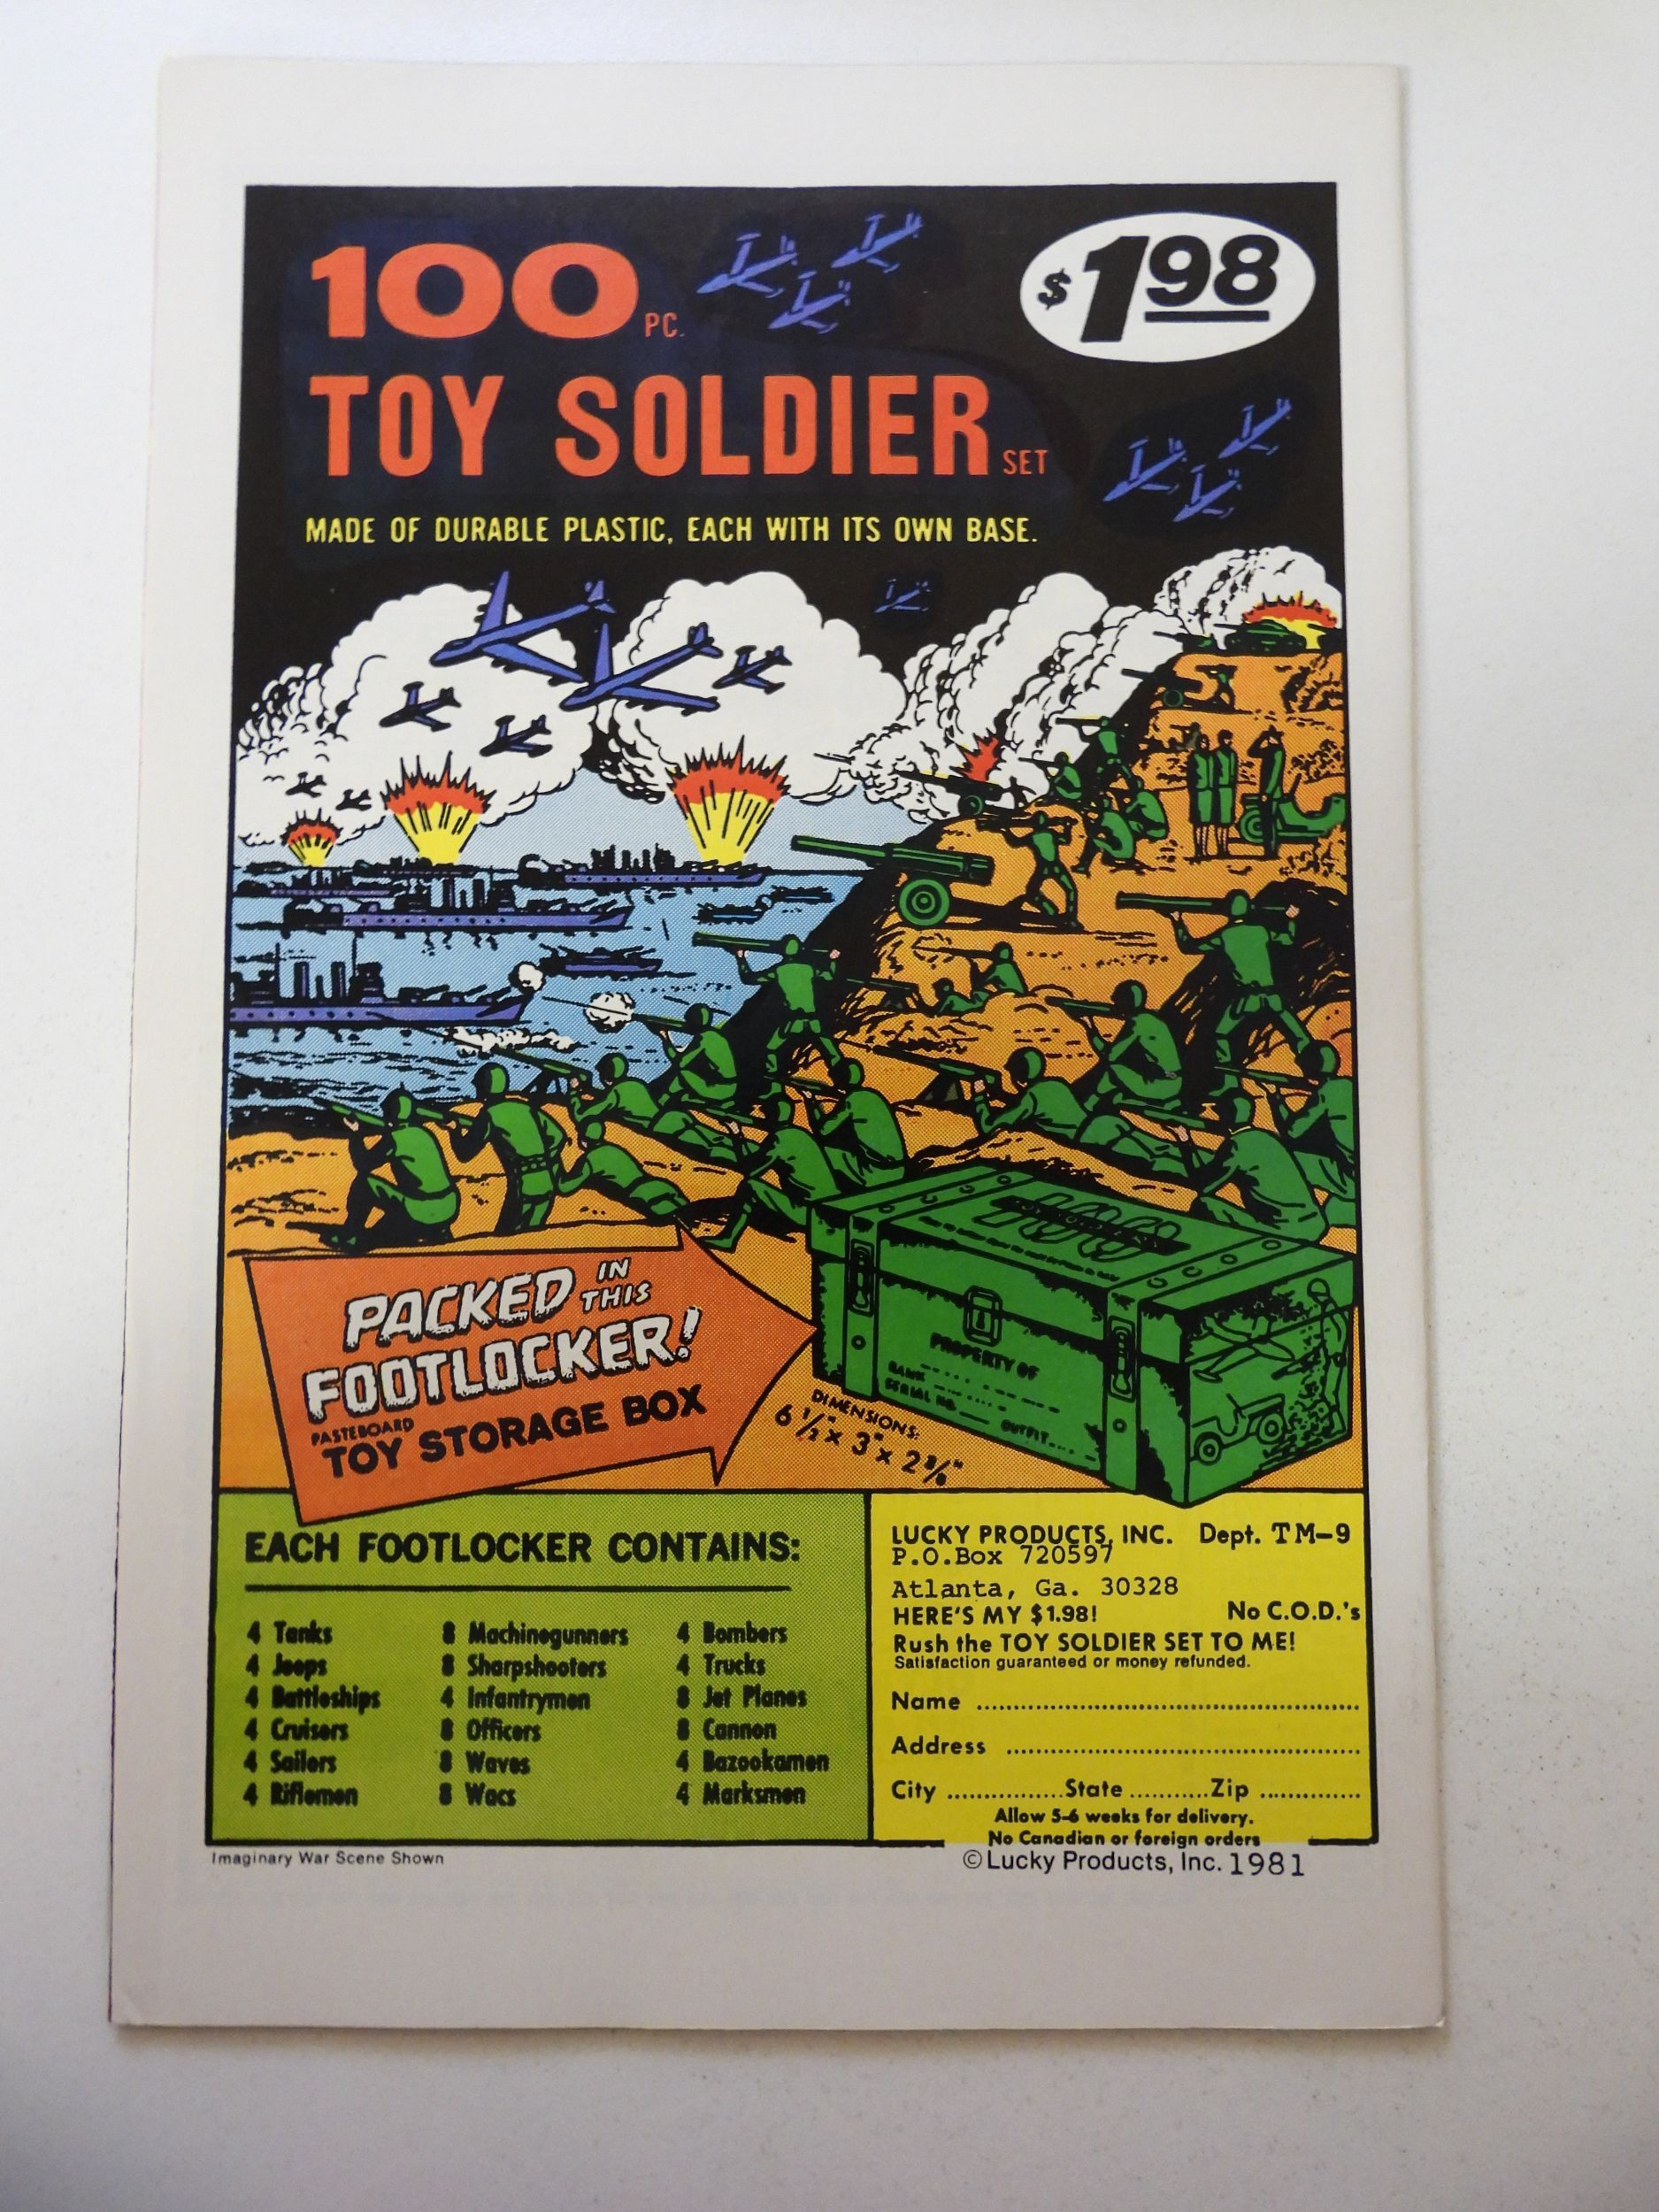 100 PC.
$1.98
TOY SOLDIER SET
MADE OF DURABLE PLASTIC, EACH WITH ITS OWN BASE.
PACKED IN THIS
FOOTLOCKER!
PASTEBOARD
TOY STORAGE BOX
PROPERTY OF
SERIAL NO.
OUTFIT....
DIMENSIONS:
6 1/2" x 3" x 2
EACH FOOTLOCKER CONTAINS:
4 Tanks
4 Jeeps
4 Battleships
4 Cruisers
4 Sailors
4 Riflemen
8 Machinegunners
8 Sharpshooters
4 Infantrymen
8 Officers
8 Waves
8 Wacs
4 Bombers
4 Trucks
8 Jet Planes
8 Cannon
4 Bazookamen
4 Marksmen
LUCKY PRODUCTS, INC. Dept. TM-9
P.O.Box 720597
Atlanta, Ga. 30328
HERE'S MY $1.98! No C.O.D.'s
Rush the TOY SOLDIER SET TO ME!
Satisfaction guaranteed or money refunded.
Name
Address
City State Zip
Allow 5-6 weeks for delivery.
No Canadian or foreign orders
Imaginary War Scene Shown
© Lucky Products, Inc. 1981